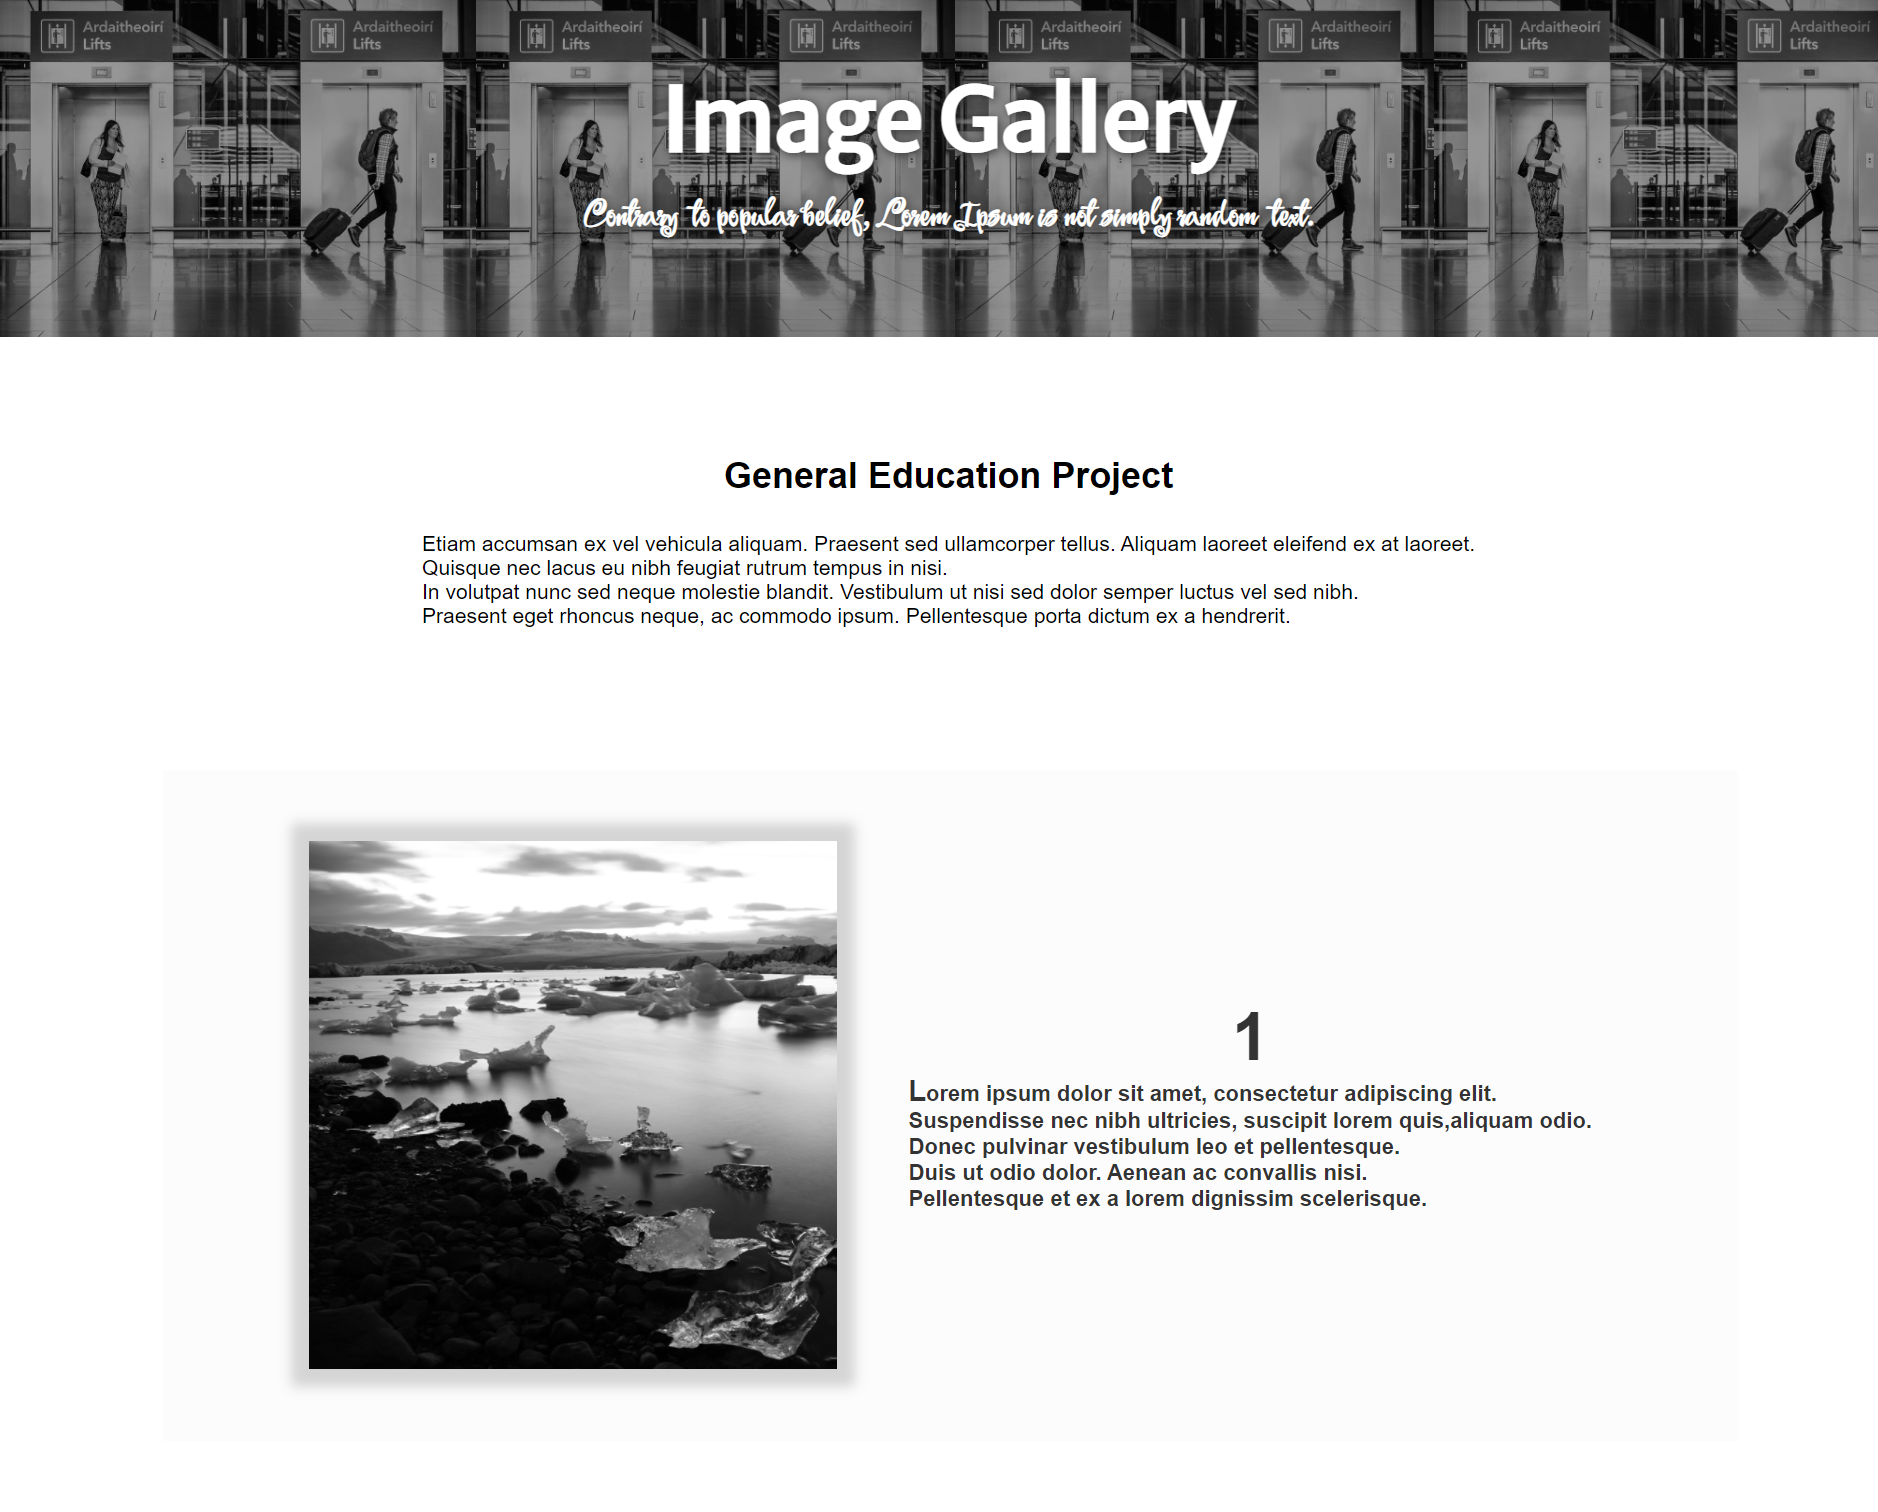 Ardaitheoirí Lifts
Ardaitheoirí Lifts
Ardaitheoirí Lifts
Ardaitheoirí Lifts
Ardaitheoirí Lifts
Ardaitheoirí Lifts
Ardaitheoirí Lifts
Ardaitheoirí Lifts
Image Gallery
Contrary to popular belief, Lorem Ipsum is not simply random text.
General Education Project
Etiam accumsan ex vel vehicula aliquam. Praesent sed ullamcorper tellus. Aliquam laoreet eleifend ex at laoreet.
Quisque nec lacus eu nibh feugiat rutrum tempus in nisi.
In volutpat nunc sed neque molestie blandit. Vestibulum ut nisi sed dolor semper luctus vel sed nibh.
Praesent eget rhoncus neque, ac commodo ipsum. Pellentesque porta dictum ex a hendrerit.
1
Lorem ipsum dolor sit amet, consectetur adipiscing elit.
Suspendisse nec nibh ultricies, suscipit lorem quis,aliquam odio.
Donec pulvinar vestibulum leo et pellentesque.
Duis ut odio dolor. Aenean ac convallis nisi.
Pellentesque et ex a lorem dignissim scelerisque.